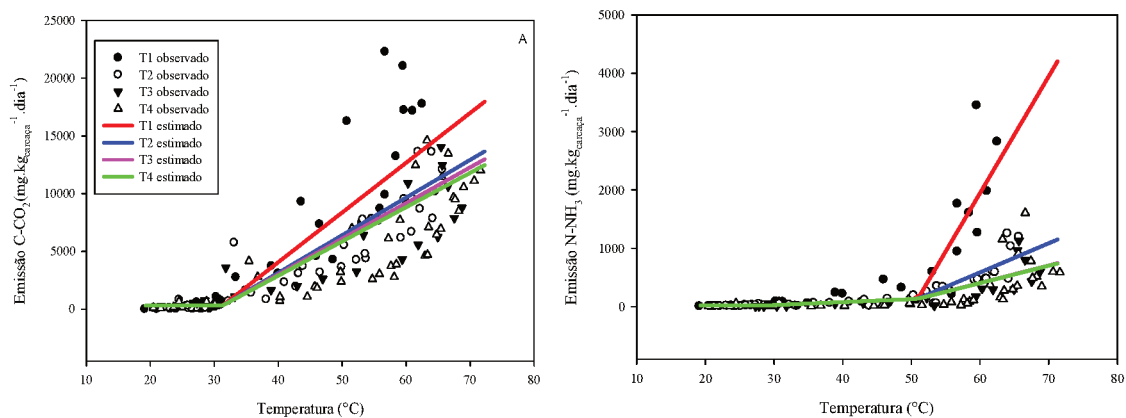 A
T1 observado
T2 observado
T3 observado
T4 observado
T1 estimado
T2 estimado
T3 estimado
T4 estimado
Emissão C-CO2 (mg.kgcarcaça-1.dia-1)
25000
20000
15000
10000
5000
0
10 20 30 40 50 60 70 80
Temperatura (°C)
Emissão N-NH3 (mg.kgcarcaça-1.dia-1)
5000
4000
3000
2000
1000
0
10 20 30 40 50 60 70 80
Temperatura (°C)